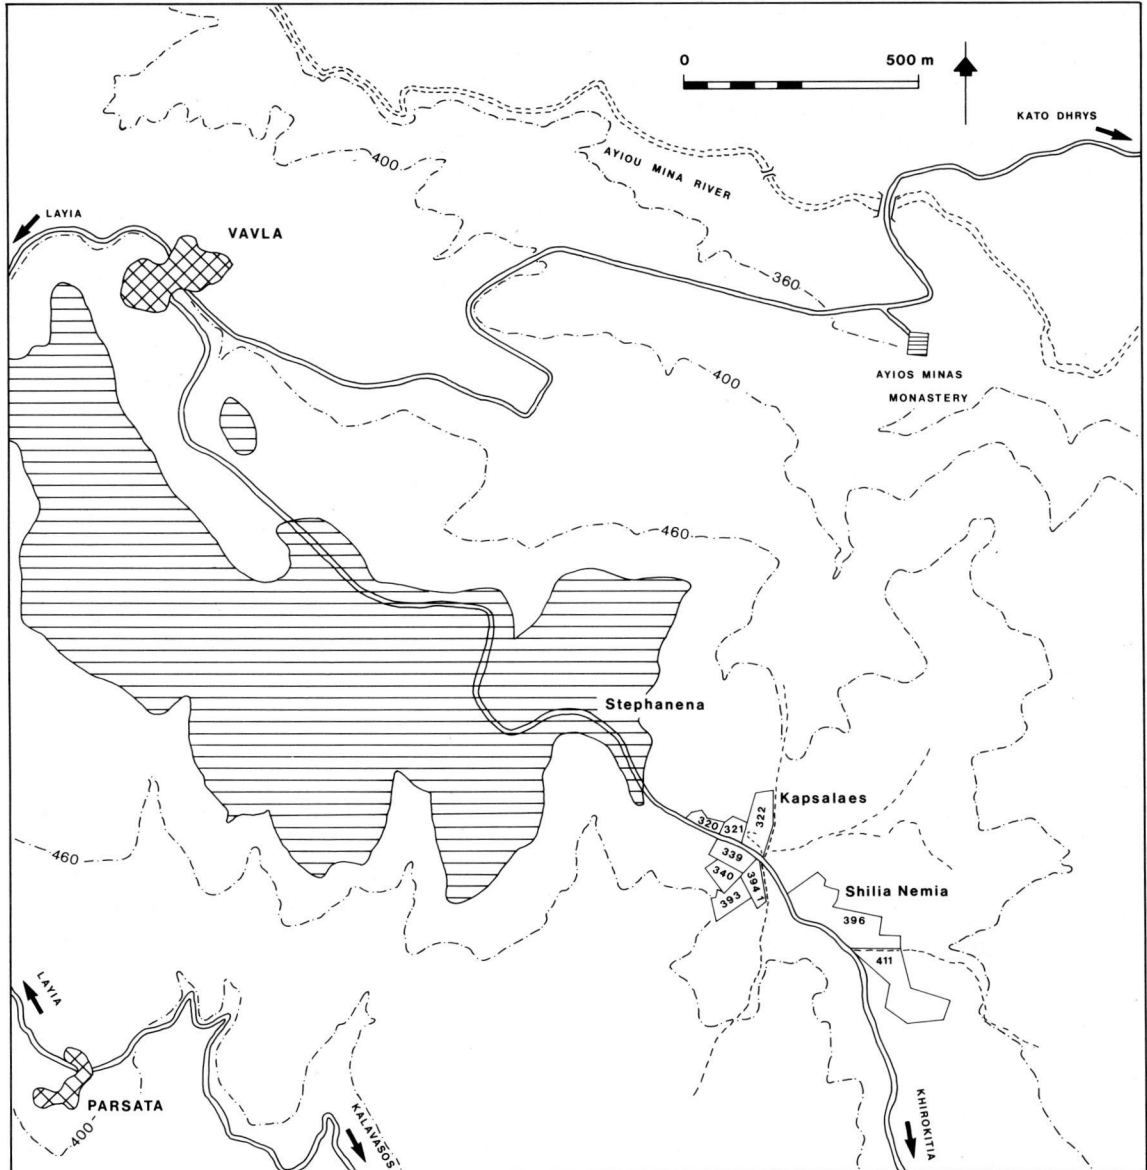 0 500 m
KATO DHRYS
400
AYIOU MINA RIVER
LAYIA
VAVLA
360
400
AYIOS MINAS
MONASTERY
460
Stephanena
Kapsalaes
322
320
321
339
460
340
394 1
393
Shilia Nemia
396
411
LAYIA
PARSATA
400
KALAVASOS
KHIROKITIA